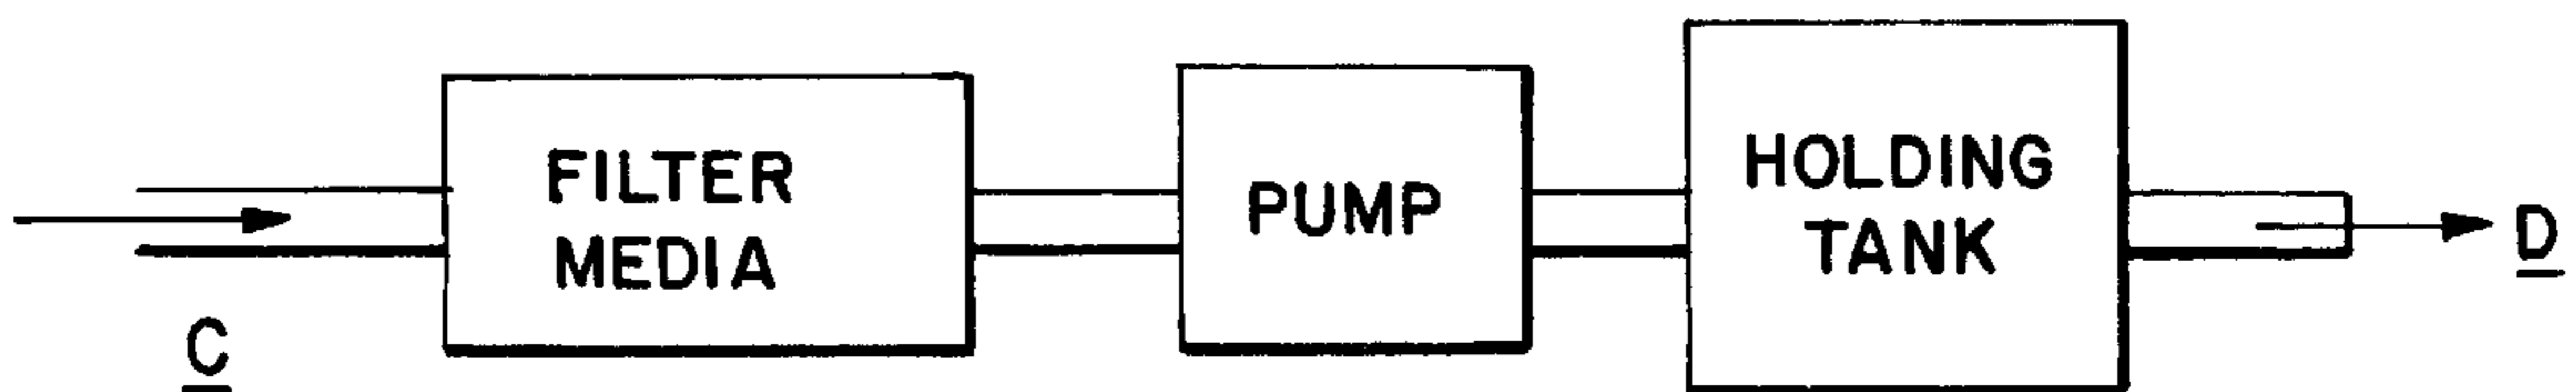 FILTER
MEDIA
PUMP
HOLDING
TANK
C
D